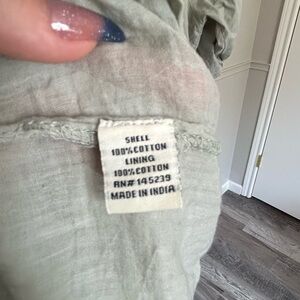 SHELL
100% COTTON
LINING
100% COTTON
RN# 145239
MADE IN INDIA